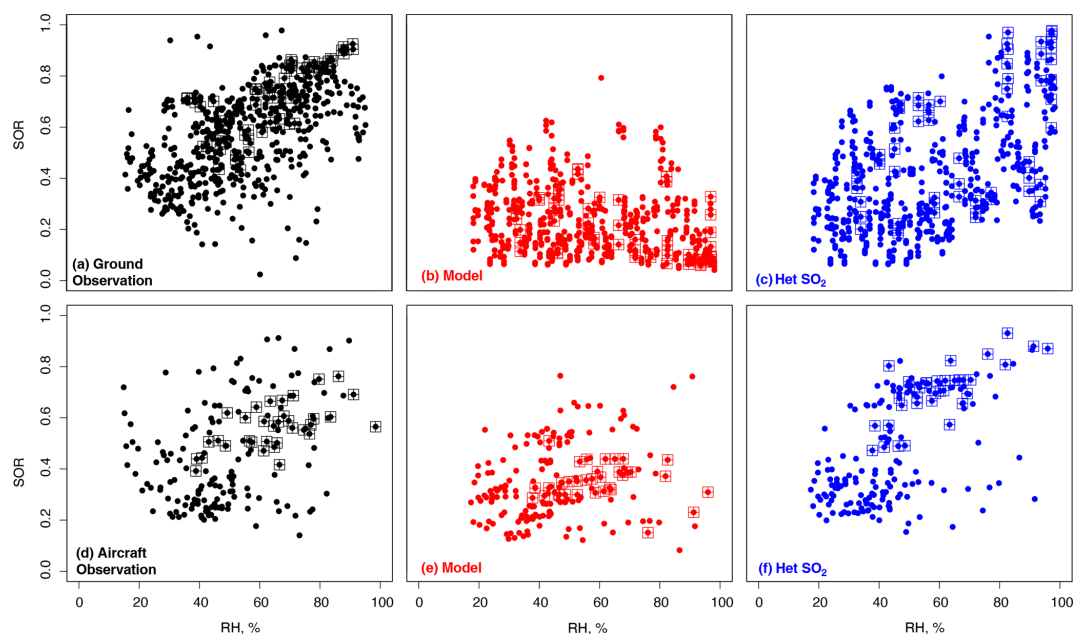 SOR
1.0
0.8
0.6
0.4
0.2
0.0
(a) Ground
Observation
(b) Model
(c) Het SO₂
SOR
1.0
0.8
0.6
0.4
0.2
0.0
(d) Aircraft
Observation
(e) Model
(f) Het SO₂
0 20 40 60 80 100
0 20 40 60 80 100
0 20 40 60 80 100
RH, %
RH, %
RH, %